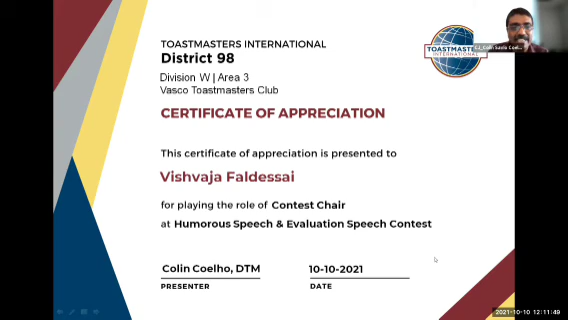 TOASTMASTERS INTERNATIONAL
District 98
Division W | Area 3
Vasco Toastmasters Club
CERTIFICATE OF APPRECIATION
This certificate of appreciation is presented to
Vishvaja Faldessai
for playing the role of Contest Chair
at Humorous Speech & Evaluation Speech Contest
Colin Coelho, DTM
PRESENTER
10-10-2021
DATE
TOASTMASTERS
INTERNATIONAL
2021-10-10 12:11:49